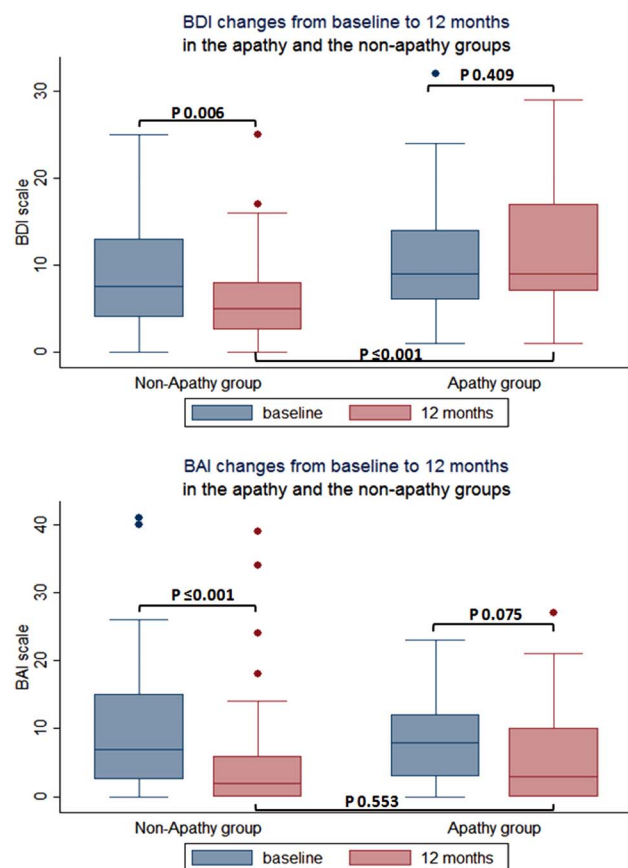 BDI changes from baseline to 12 months
in the apathy and the non-apathy groups
P 0.409
P 0.006
30
20
10
0
BDI scale
P ≤0.001
Non-Apathy group Apathy group
baseline 12 months
BAI changes from baseline to 12 months
in the apathy and the non-apathy groups
40
30
20
10
0
BAI scale
P ≤0.001
P 0.075
P 0.553
Non-Apathy group Apathy group
baseline 12 months